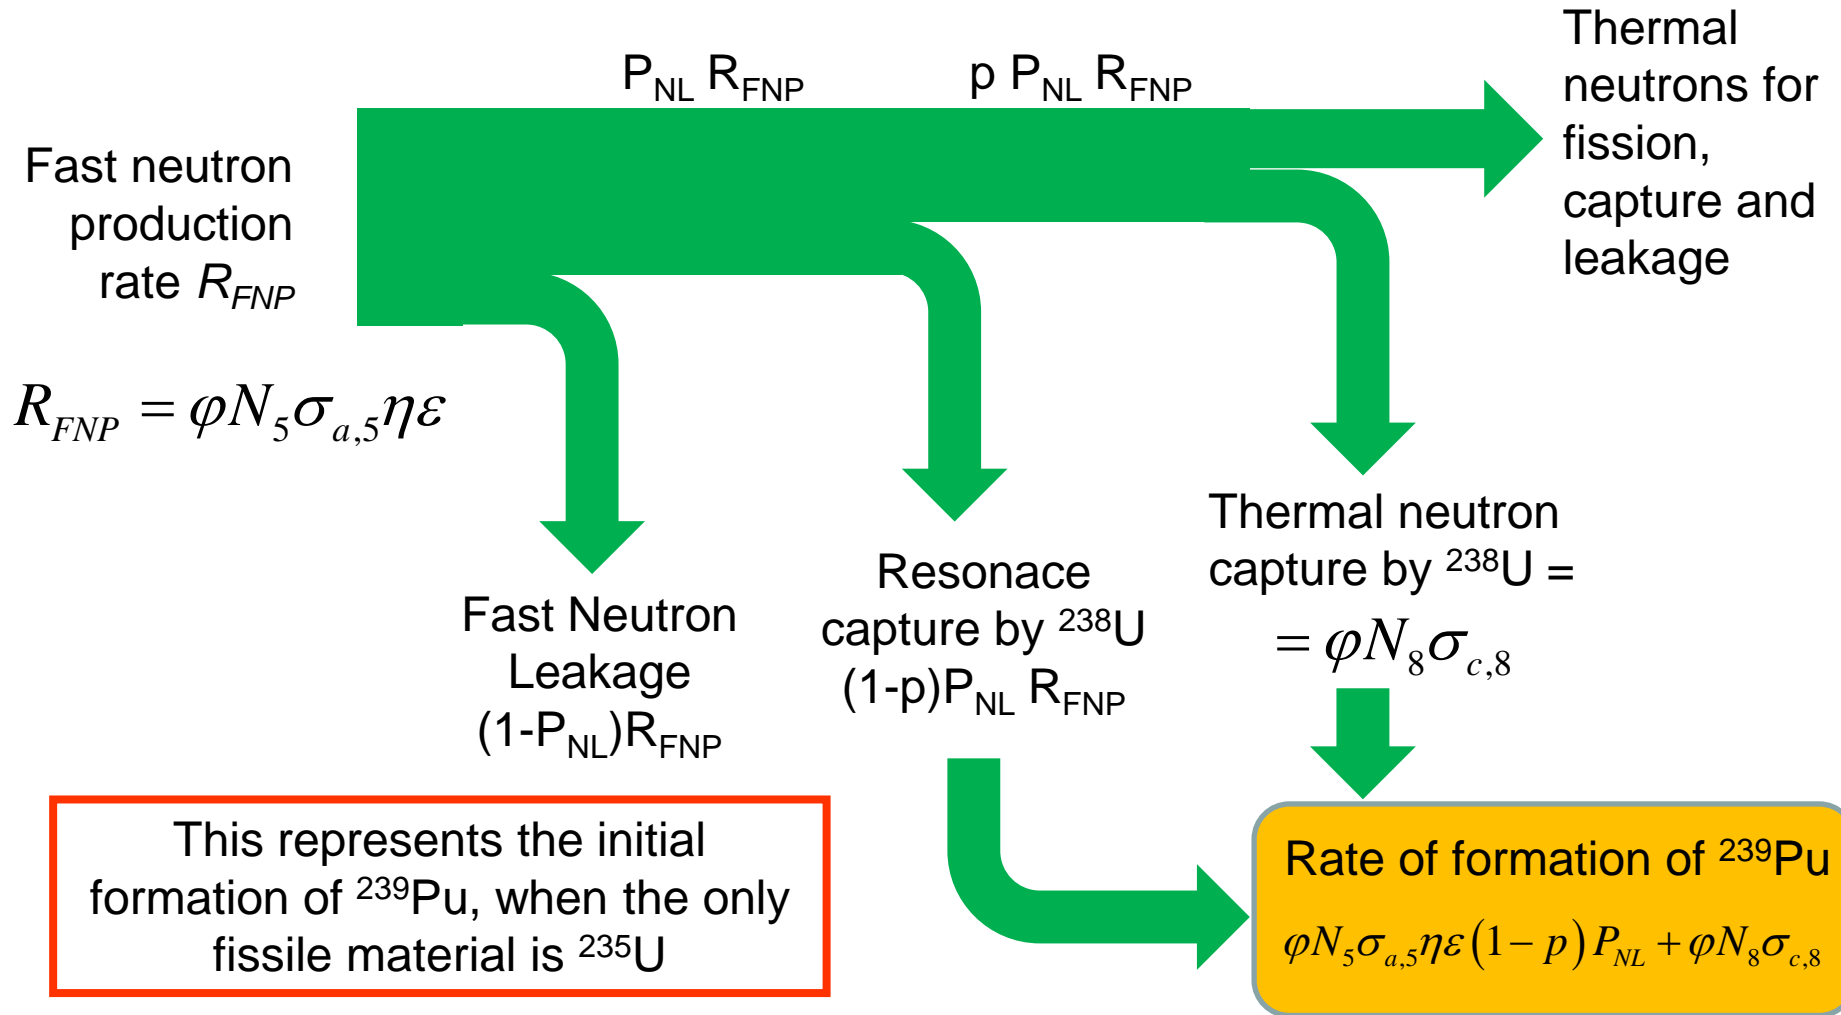 P_NL R_FNP
p P_NL R_FNP
Thermal
neutrons for
fission,
capture and
leakage
Fast neutron
production
rate R_FNP
R_FNP = φN_5σ_a,5ηε
Fast Neutron
Leakage
(1-P_NL)R_FNP
Resonace
capture by ²³⁸U
(1-p)P_NL R_FNP
Thermal neutron
capture by ²³⁸U =
= φN_8σ_c,8
This represents the initial
formation of ²³⁹Pu, when the only
fissile material is ²³⁵U
Rate of formation of ²³⁹Pu
φN_5σ_a,5ηε(1 − p)P_NL + φN_8σ_c,8